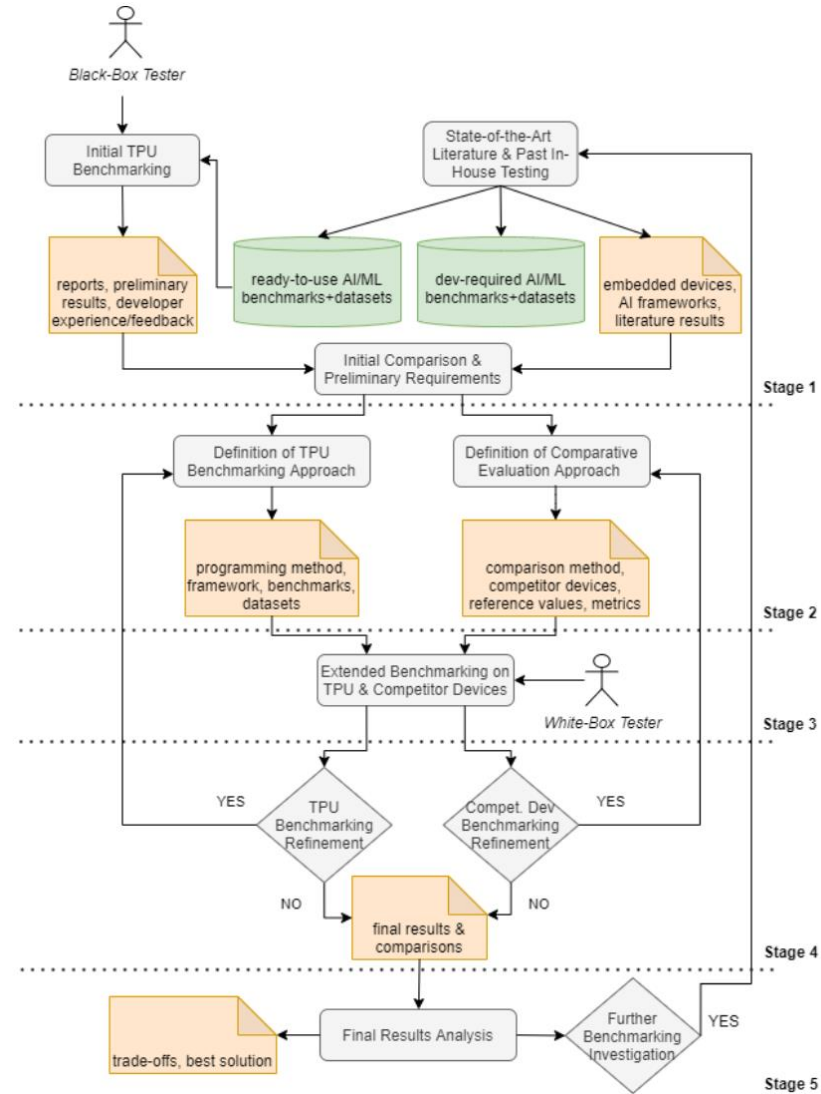 Black-Box Tester
Initial TPU
Benchmarking
State-of-the-Art
Literature & Past In-
House Testing
reports, preliminary
results, developer
experience/feedback
ready-to-use AI/ML
benchmarks+datasets
dev-required AI/ML
benchmarks+datasets
embedded devices,
AI frameworks,
literature results
Initial Comparison &
Preliminary Requirements
Stage 1
Definition of TPU
Benchmarking Approach
Definition of Comparative
Evaluation Approach
programming method,
framework, benchmarks,
datasets
comparison method,
competitor devices,
reference values, metrics
Stage 2
Extended Benchmarking on
TPU & Competitor Devices
White-Box Tester
Stage 3
YES
TPU
Benchmarking
Refinement
Compet. Dev
Benchmarking
Refinement
YES
NO
NO
final results &
comparisons
Stage 4
trade-offs, best solution
Final Results Analysis
Further
Benchmarking
Investigation
YES
Stage 5